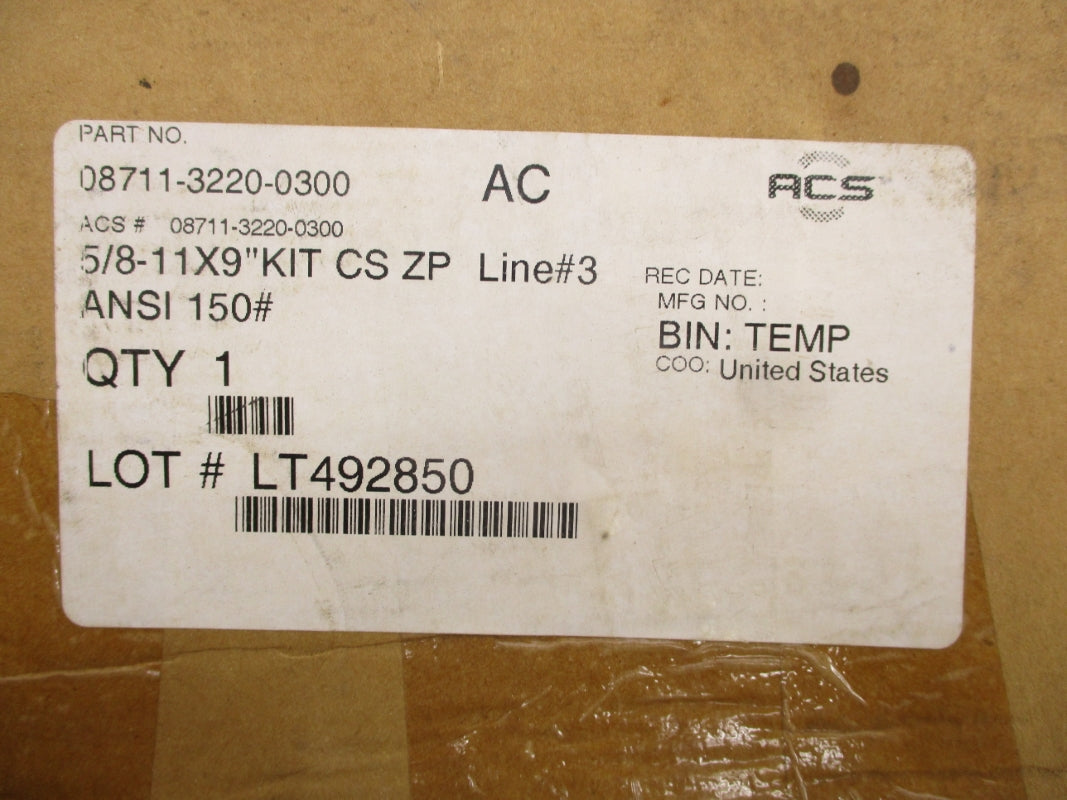 PART NO.
08711-3220-0300 AC
ACS
ACS # 08711-3220-0300
5/8-11X9"KIT CS ZP Line#3
ANSI 150#
REC DATE:
MFG NO. :
BIN: TEMP
COO: United States
QTY 1
LOT # LT492850